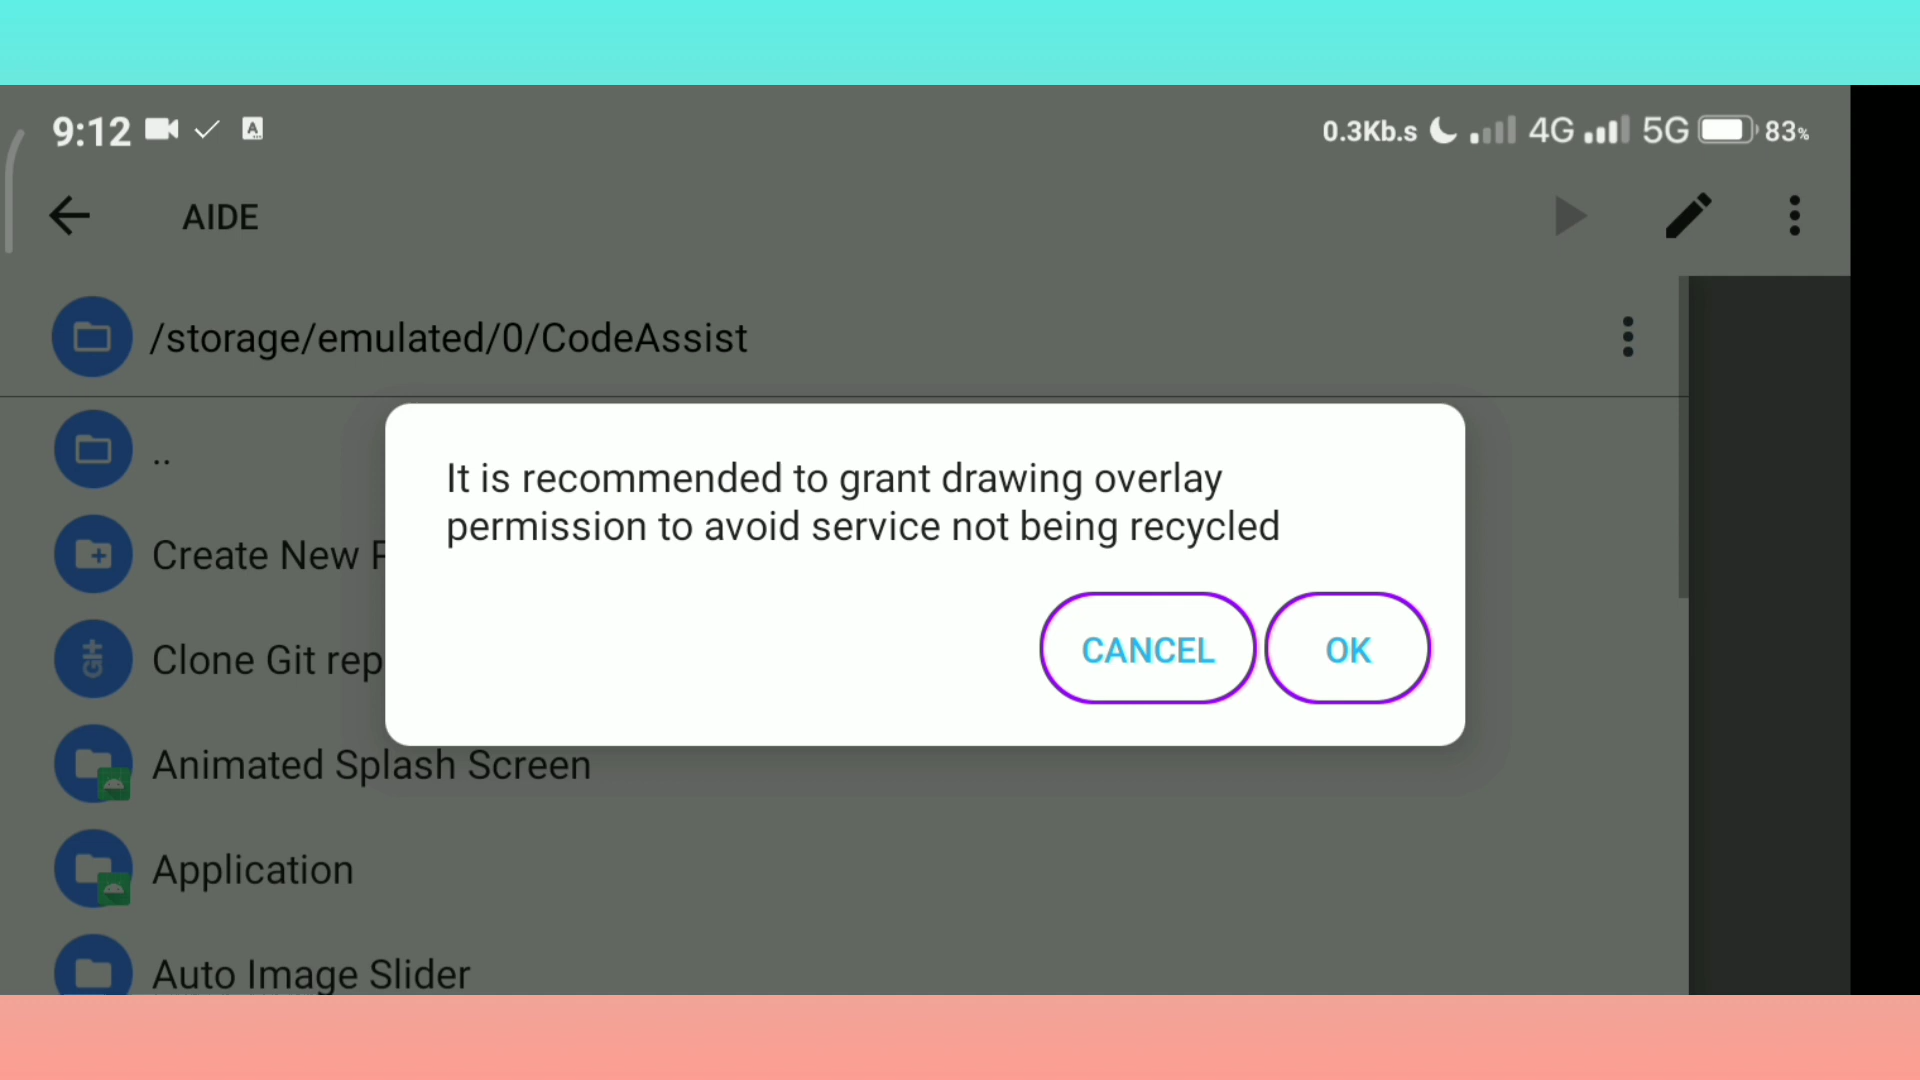 9:12 A 0.3Kb.s 4G 5G 83%
AIDE
/storage/emulated/0/CodeAssist
..
It is recommended to grant drawing overlay
permission to avoid service not being recycled
Create New
CANCEL OK
Clone Git rep
Animated Splash Screen
Application
Auto Image Slider